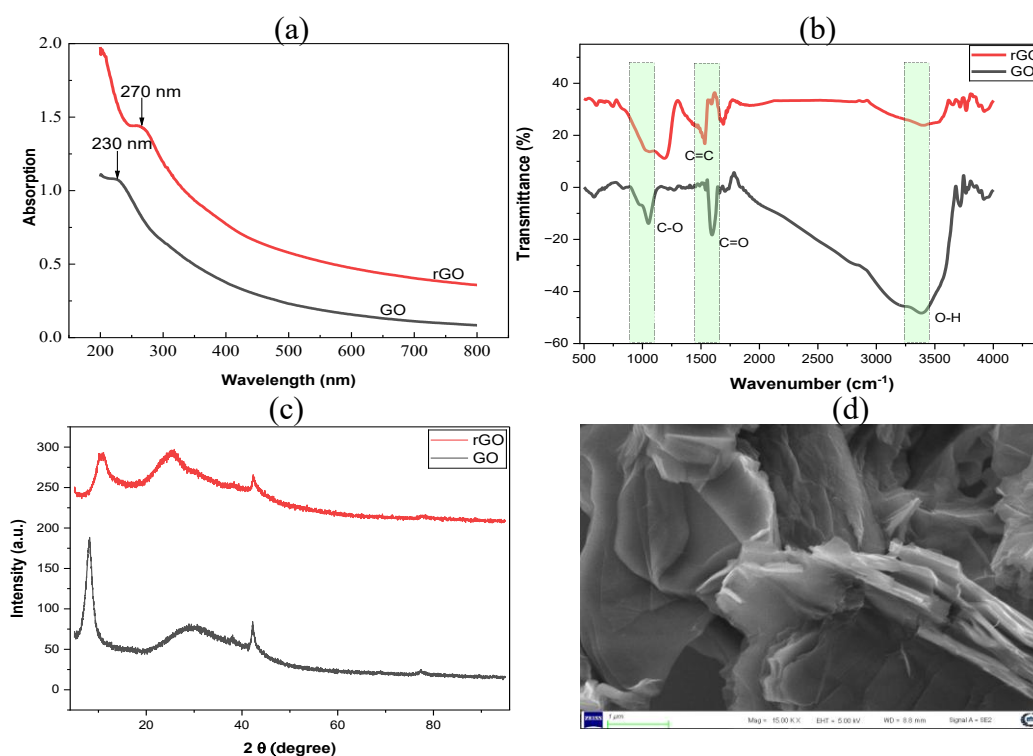 (a)
2.0
1.5
1.0
0.5
0.0
Absorption
270 nm
230 nm
rGO
GO
200 300 400 500 600 700 800
Wavelength (nm)
(b)
rGO
GO
40
20
0
−20
−40
−60
Transmittance (%)
C=C
C-O
C=O
O-H
500 1000 1500 2000 2500 3000 3500 4000
Wavenumber (cm⁻¹)
(c)
rGO
GO
300
250
200
150
100
50
0
Intensity (a.u.)
20 40 60 80
2 θ (degree)
(d)
ZEISS
1 µm
Mag = 15.00 K X EHT = 5.00 kV WD = 8.8 mm Signal A = SE2